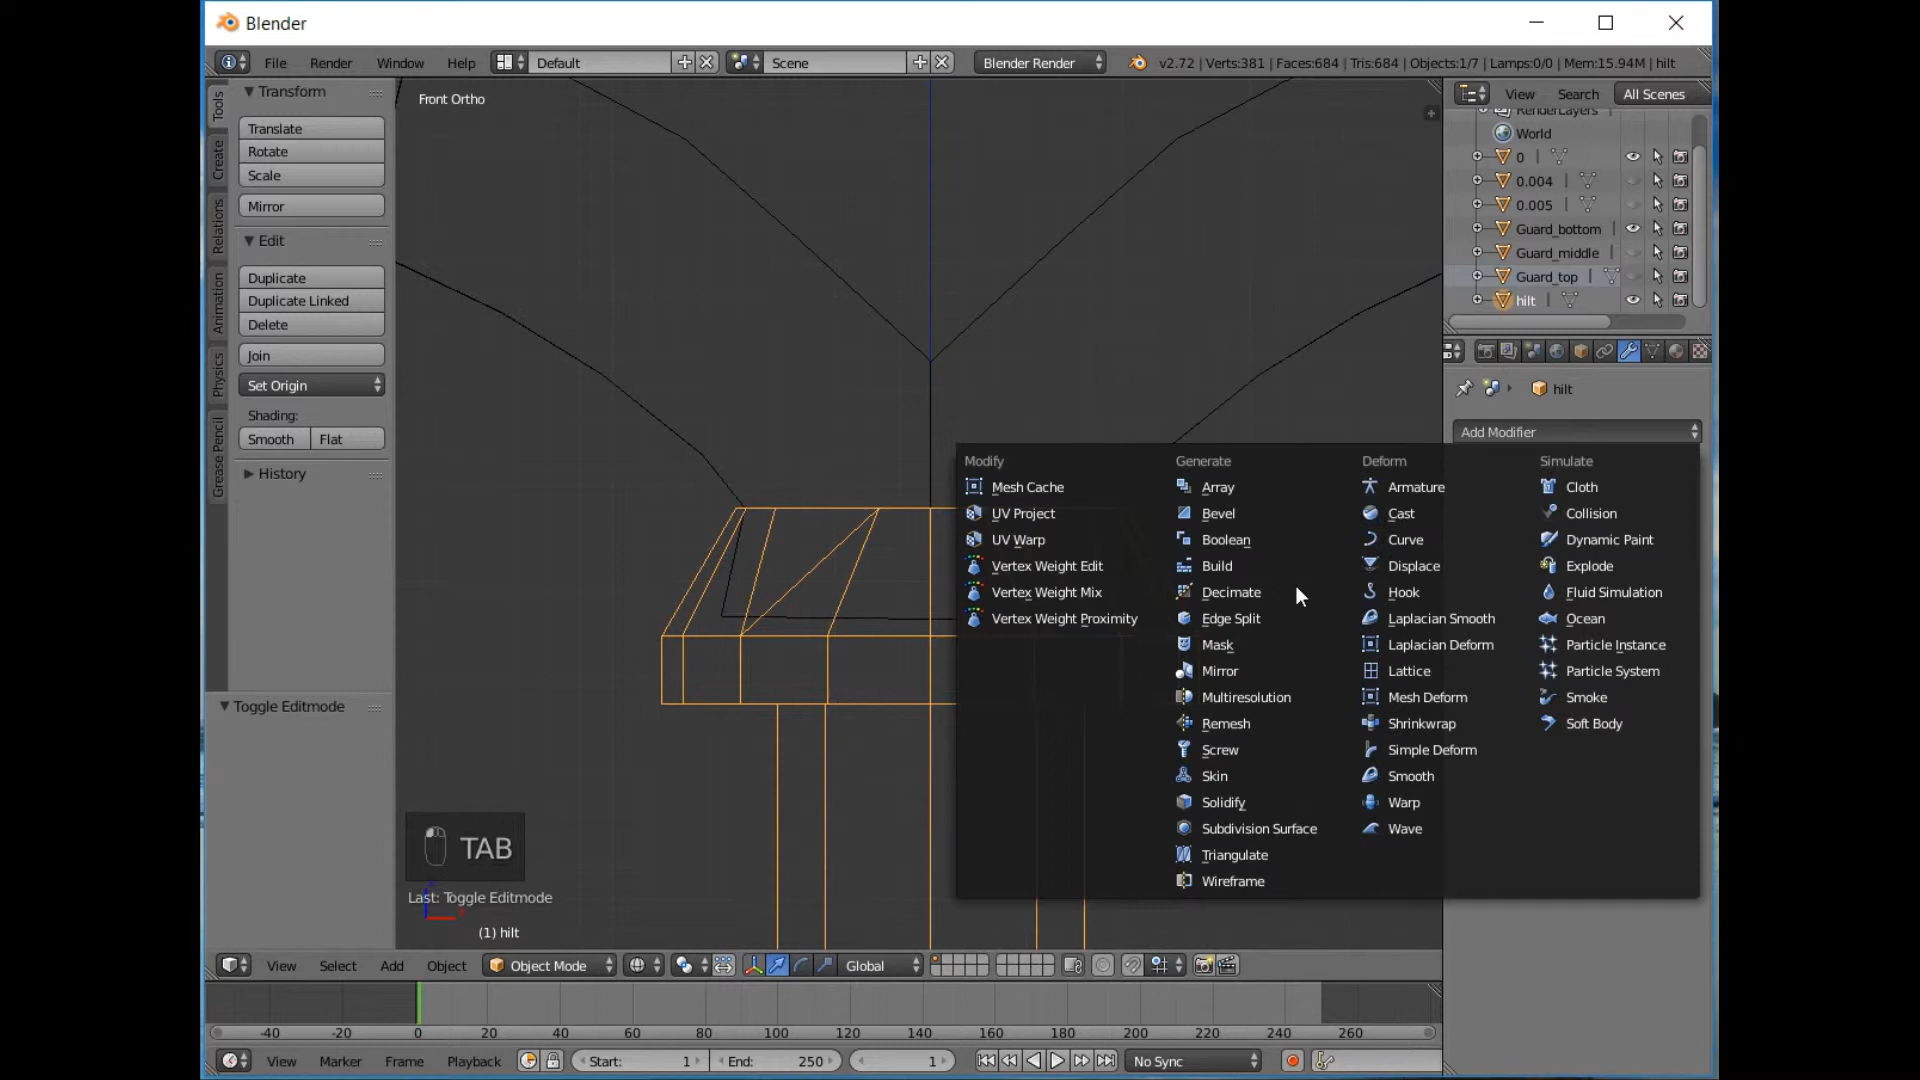 Blender
File Render Window Help Default Scene Blender Render v2.72 | Verts:381 | Faces:684 | Tris:684 | Objects:1/7 | Lamps:0/0 | Mem:15.94M | hilt
Tools
Create
Relations
Animation
Physics
Grease Pencil
Transform
Translate
Rotate
Scale
Mirror
Edit
Duplicate
Duplicate Linked
Delete
Join
Set Origin
Shading:
Smooth Flat
History
Toggle Editmode
Front Ortho
TAB
Last: Toggle Editmode
(1) hilt
View Search All Scenes
RenderLayers
World
0
0.004
0.005
Guard_bottom
Guard_middle
Guard_top
hilt
hilt
Add Modifier
Modify
Mesh Cache
UV Project
UV Warp
Vertex Weight Edit
Vertex Weight Mix
Vertex Weight Proximity
Generate
Array
Bevel
Boolean
Build
Decimate
Edge Split
Mask
Mirror
Multiresolution
Remesh
Screw
Skin
Solidify
Subdivision Surface
Triangulate
Wireframe
Deform
Armature
Cast
Curve
Displace
Hook
Laplacian Smooth
Laplacian Deform
Lattice
Mesh Deform
Shrinkwrap
Simple Deform
Smooth
Warp
Wave
Simulate
Cloth
Collision
Dynamic Paint
Explode
Fluid Simulation
Ocean
Particle Instance
Particle System
Smoke
Soft Body
View Select Add Object Object Mode Global
-40 -20 0 20 40 60 80 100 120 140 160 180 200 220 240 260
View Marker Frame Playback Start: 1 End: 250 1 No Sync